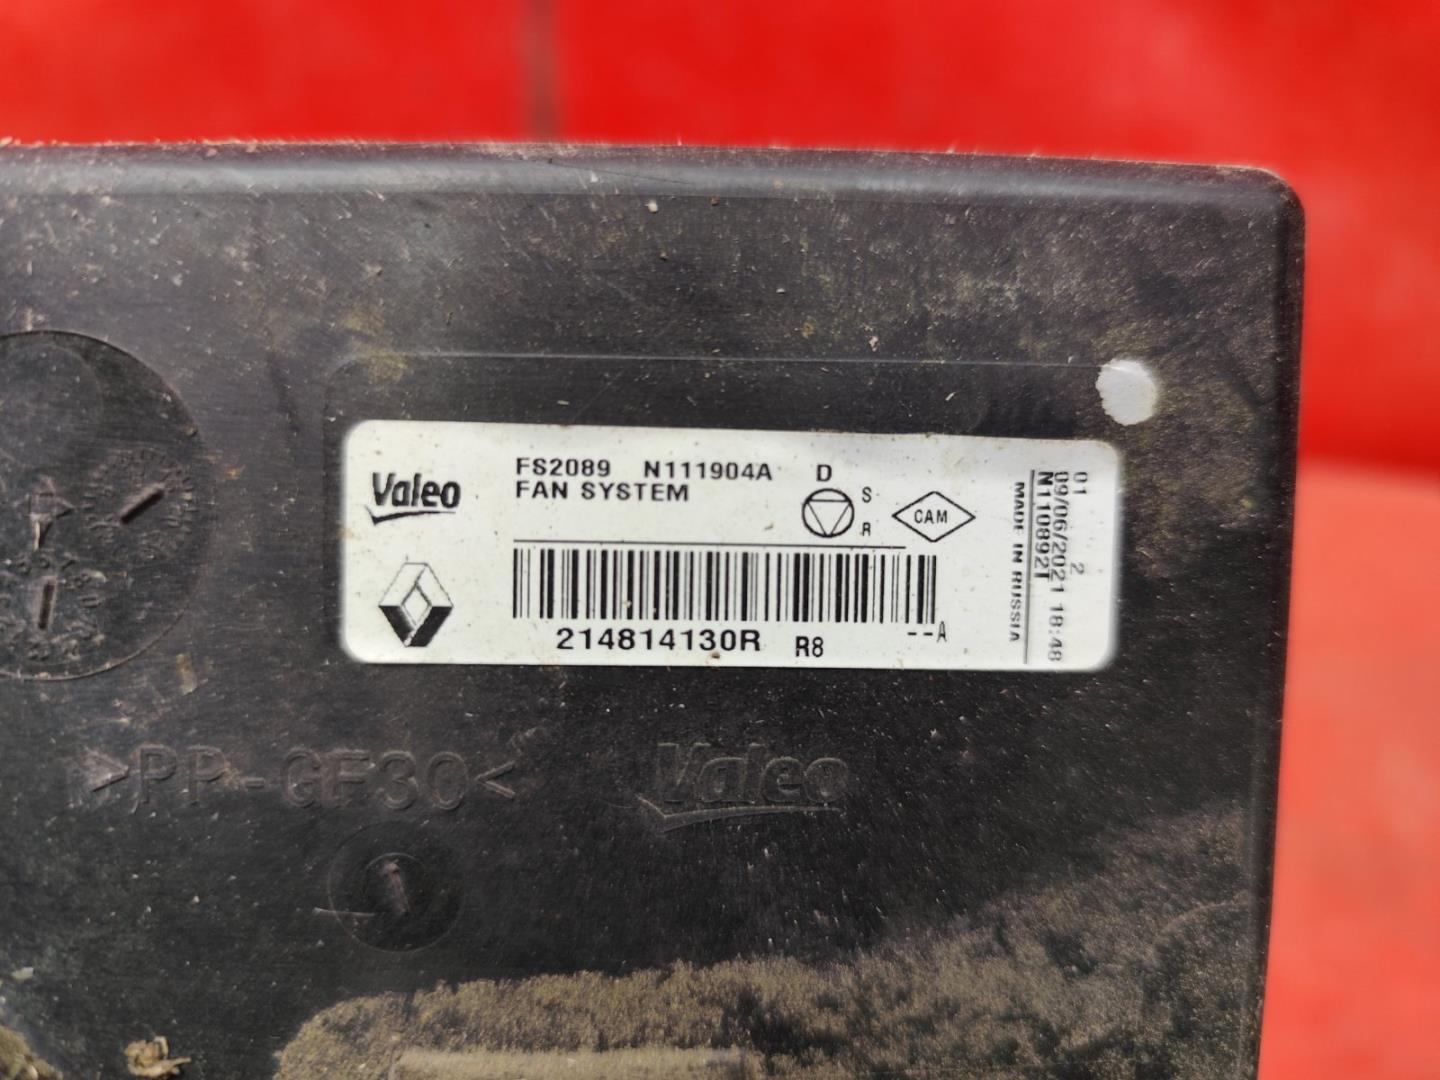 Valeo
FS2089 N111904A D
FAN SYSTEM
S
R
CAM
214814130R R8
--A
01 2
09/06/2021 18:48
N110892T
MADE IN RUSSIA
>PP-GF30<
Valeo